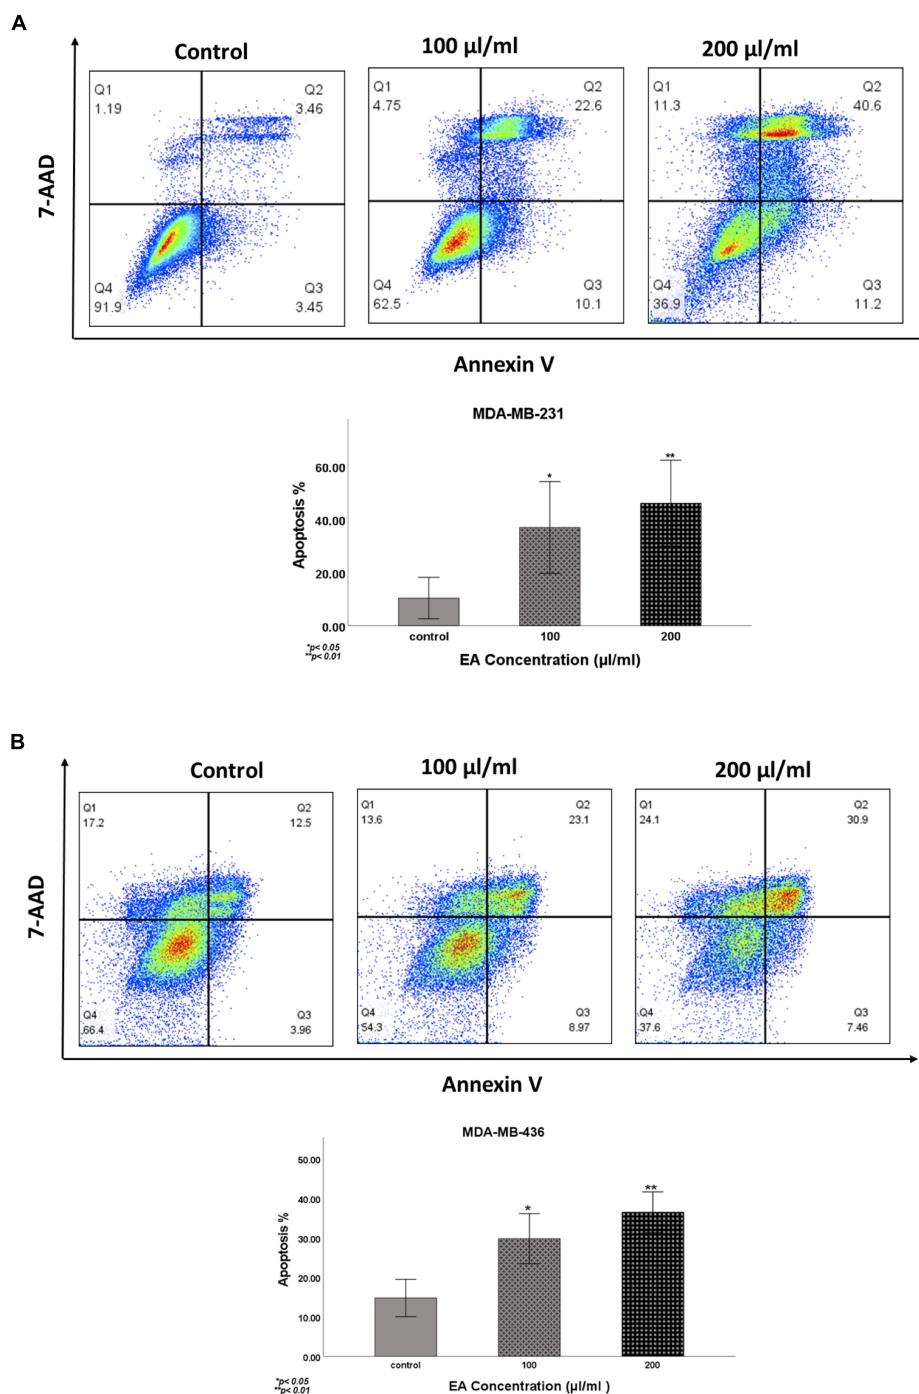 A
Control
100 µl/ml
200 µl/ml
Q1
1.19
Q2
3.46
Q4
91.9
Q3
3.45
Q1
4.75
Q2
22.6
Q4
62.5
Q3
10.1
Q1
11.3
Q2
40.6
Q4
36.9
Q3
11.2
7-AAD
Annexin V
MDA-MB-231
Apoptosis %
60.00
40.00
20.00
0.00
*
**
control
100
200
*p< 0.05
**p< 0.01
EA Concentration (µl/ml)
B
Control
100 µl/ml
200 µl/ml
Q1
17.2
Q2
12.5
Q4
66.4
Q3
3.96
Q1
13.6
Q2
23.1
Q4
54.3
Q3
8.97
Q1
24.1
Q2
30.9
Q4
37.6
Q3
7.46
7-AAD
Annexin V
MDA-MB-436
Apoptosis %
50.00
40.00
30.00
20.00
10.00
0.00
*
**
control
100
200
*p< 0.05
**p< 0.01
EA Concentration (µl/ml )